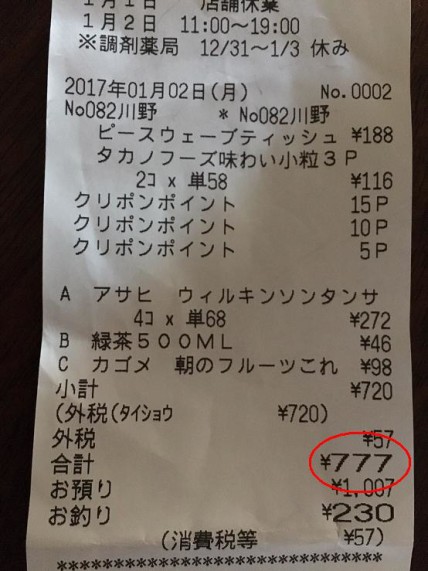 1月1日　店舗休業
1月2日　11:00～19:00
※調剤薬局　12/31～1/3 休み
2017年01月02日(月)　No.0002
No082川野　* No082川野
ピースウェーブティッシュ ¥188
タカノフーズ味わい小粒3P
2コ x 単58　¥116
クリポンポイント　15P
クリポンポイント　10P
クリポンポイント　5P
A　アサヒ　ウィルキンソンタンサ
4コ x 単68　¥272
B　緑茶500ML　¥46
C　カゴメ　朝のフルーツこれ　¥98
小計　¥720
(外税(タイショウ　¥720)
外税　¥57
合計　¥777
お預り　¥1,007
お釣り　¥230
(消費税等　¥57)
******************************